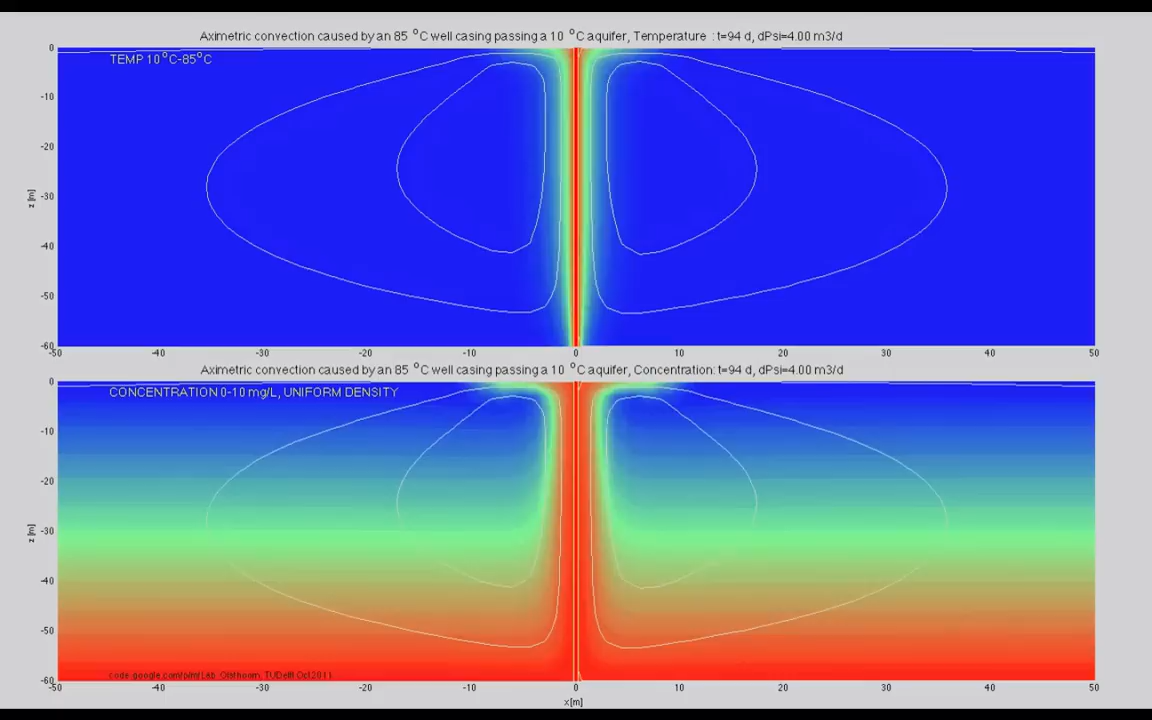 Aximetric convection caused by an 85 °C well casing passing a 10 °C aquifer, Temperature : t=94 d, dPsi=4.00 m3/d
TEMP 10°C-85°C
0
-10
-20
-30
-40
-50
-60
z [m]
-50 -40 -30 -20 -10 0 10 20 30 40 50
Aximetric convection caused by an 85 °C well casing passing a 10 °C aquifer, Concentration: t=94 d, dPsi=4.00 m3/d
CONCENTRATION 0-10 mg/L, UNIFORM DENSITY
0
-10
-20
-30
-40
-50
-60
z [m]
TUDelft Oct2011
-50 -40 -30 -20 -10 0 10 20 30 40 50
x [m]